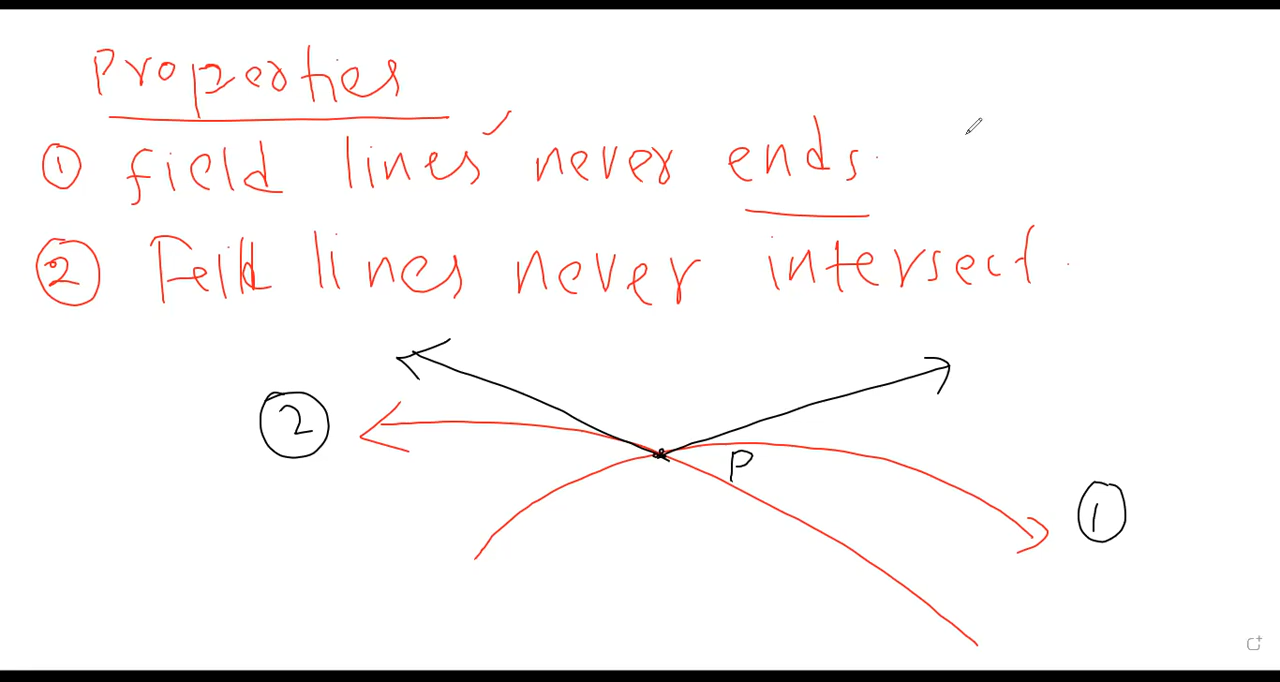 Properties
① field lines never ends.
② Feild lines never intersect.
②
P
①